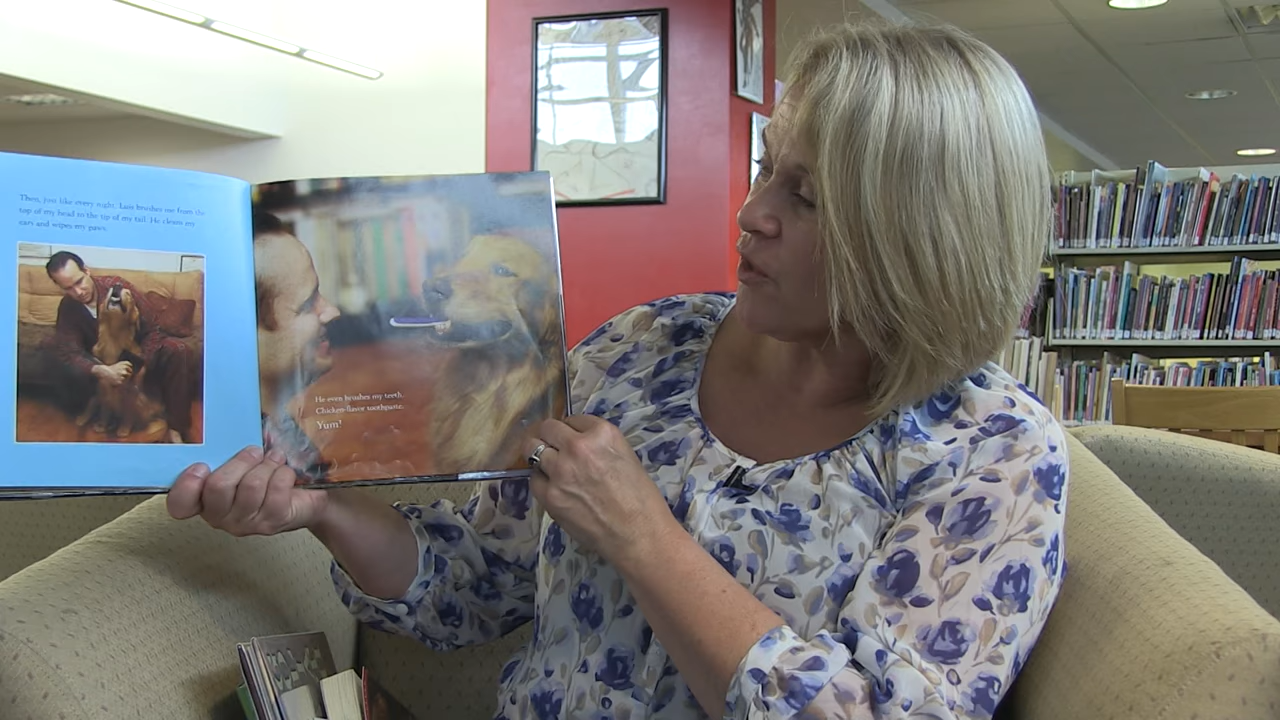 Then, just like every night, Luis brushes me from the
top of my head to the tip of my tail. He cleans my
ears and wipes my paws.
He even brushes my teeth.
Chicken-flavor toothpaste.
Yum!